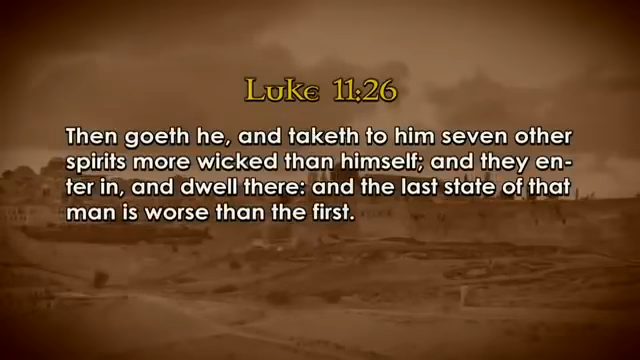 Luke 11:26
Then goeth he, and taketh to him seven other
spirits more wicked than himself; and they en-
ter in, and dwell there: and the last state of that
man is worse than the first.